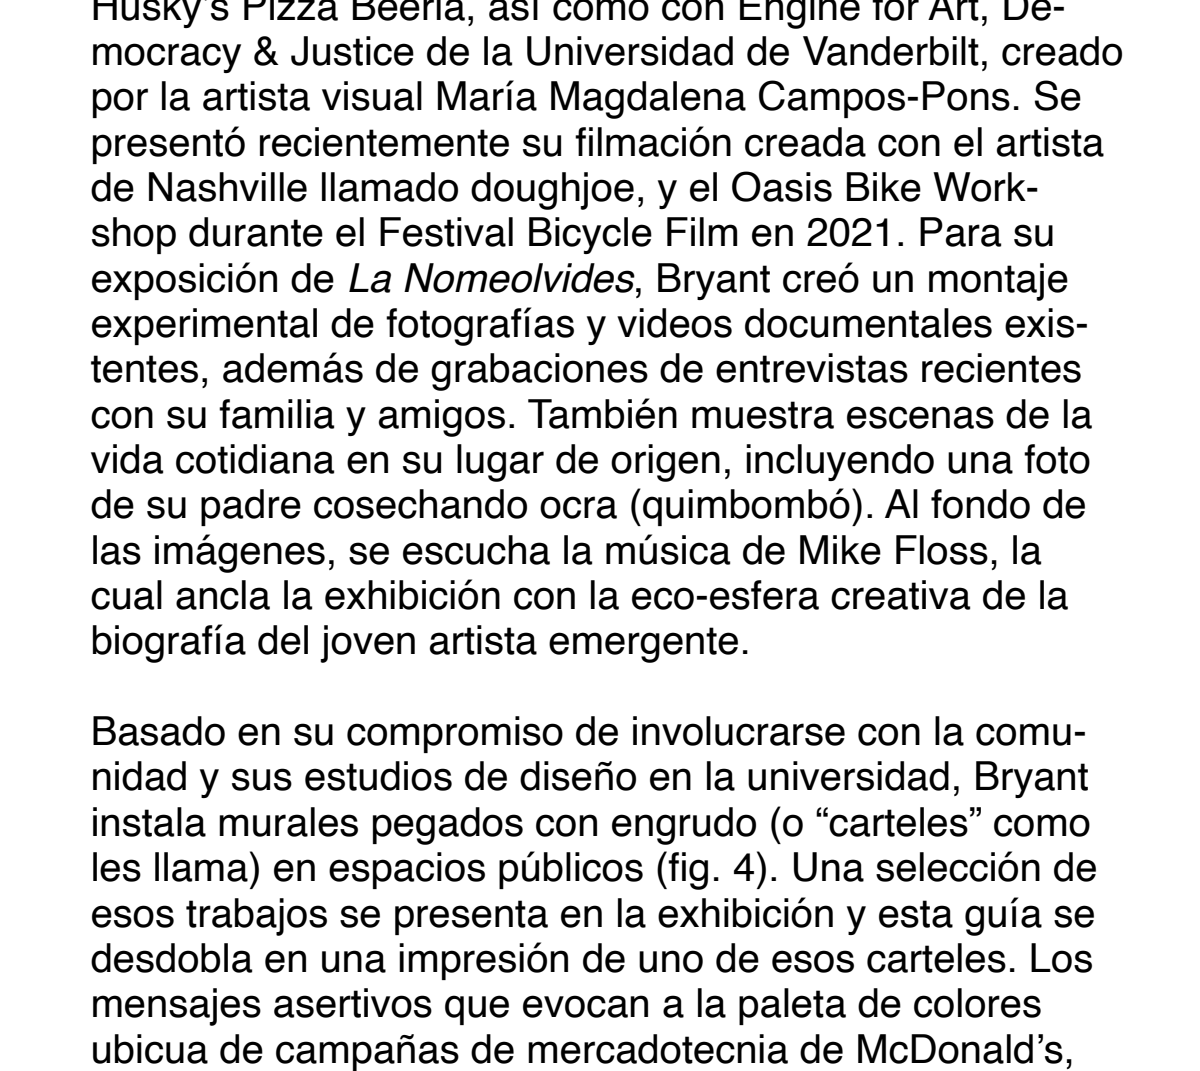 Husky’s Pizza Beeria, así como con Engine for Art, De-
mocracy & Justice de la Universidad de Vanderbilt, creado
por la artista visual María Magdalena Campos-Pons. Se
presentó recientemente su filmación creada con el artista
de Nashville llamado doughjoe, y el Oasis Bike Work-
shop durante el Festival Bicycle Film en 2021. Para su
exposición de La Nomeolvides, Bryant creó un montaje
experimental de fotografías y videos documentales exis-
tentes, además de grabaciones de entrevistas recientes
con su familia y amigos. También muestra escenas de la
vida cotidiana en su lugar de origen, incluyendo una foto
de su padre cosechando ocra (quimbombó). Al fondo de
las imágenes, se escucha la música de Mike Floss, la
cual ancla la exhibición con la eco-esfera creativa de la
biografía del joven artista emergente.
Basado en su compromiso de involucrarse con la comu-
nidad y sus estudios de diseño en la universidad, Bryant
instala murales pegados con engrudo (o “carteles” como
les llama) en espacios públicos (fig. 4). Una selección de
esos trabajos se presenta en la exhibición y esta guía se
desdobla en una impresión de uno de esos carteles. Los
mensajes asertivos que evocan a la paleta de colores
ubicua de campañas de mercadotecnia de McDonald’s,